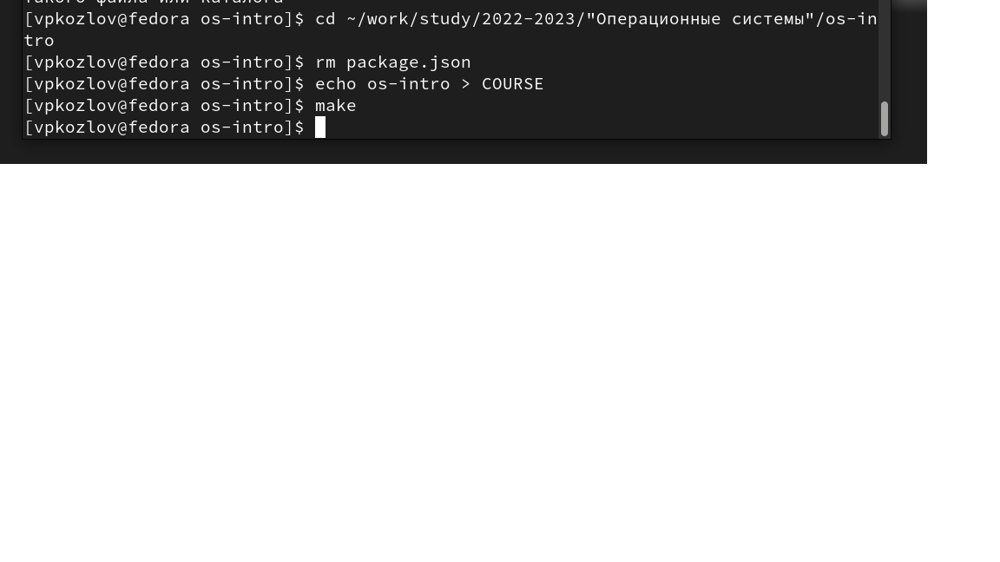 такого файла или каталога
[vpkozlov@fedora os-intro]$ cd ~/work/study/2022-2023/"Операционные системы"/os-in
tro
[vpkozlov@fedora os-intro]$ rm package.json
[vpkozlov@fedora os-intro]$ echo os-intro > COURSE
[vpkozlov@fedora os-intro]$ make
[vpkozlov@fedora os-intro]$